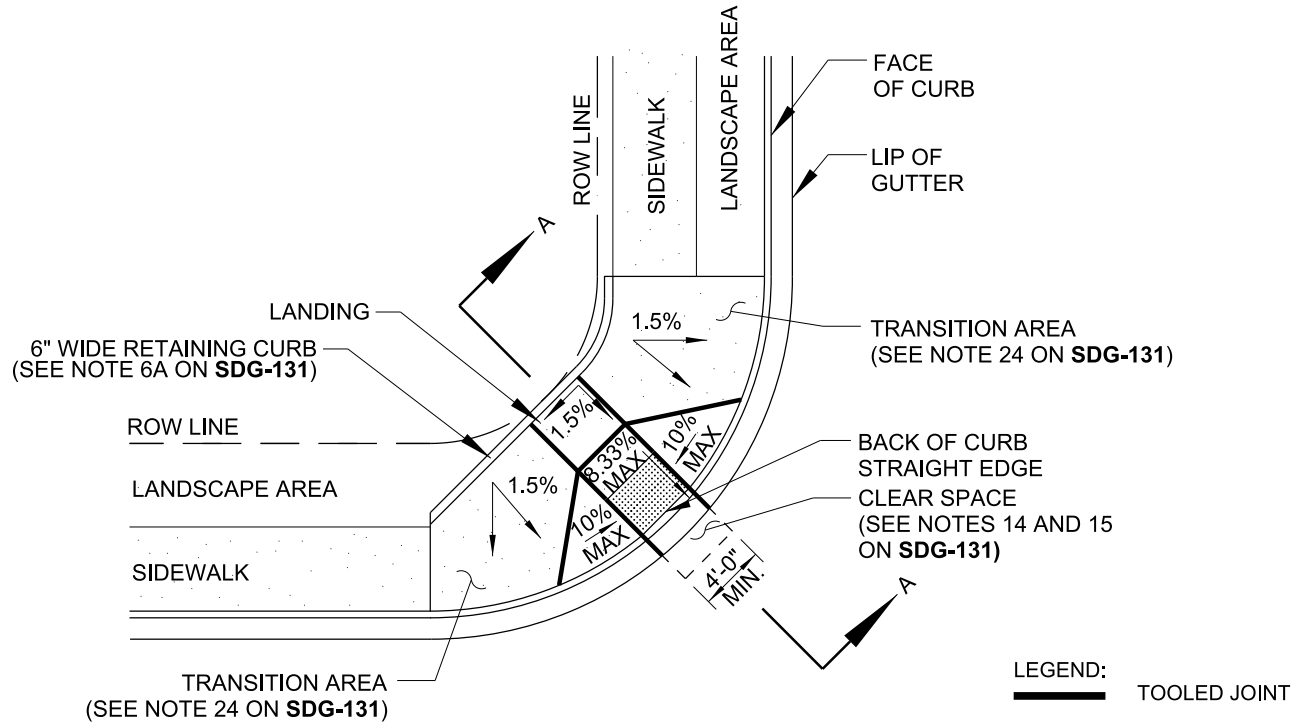 LANDSCAPE AREA
FACE
OF CURB
ROW LINE
SIDEWALK
LIP OF
GUTTER
A
LANDING
1.5%
TRANSITION AREA
(SEE NOTE 24 ON SDG-131)
6" WIDE RETAINING CURB
(SEE NOTE 6A ON SDG-131)
1.5%
ROW LINE
10%
MAX
8.33%
MAX
BACK OF CURB
STRAIGHT EDGE
LANDSCAPE AREA
1.5%
CLEAR SPACE
(SEE NOTES 14 AND 15
ON SDG-131)
10%
MAX
SIDEWALK
4'-0"
MIN.
A
TRANSITION AREA
(SEE NOTE 24 ON SDG-131)
LEGEND:
TOOLED JOINT